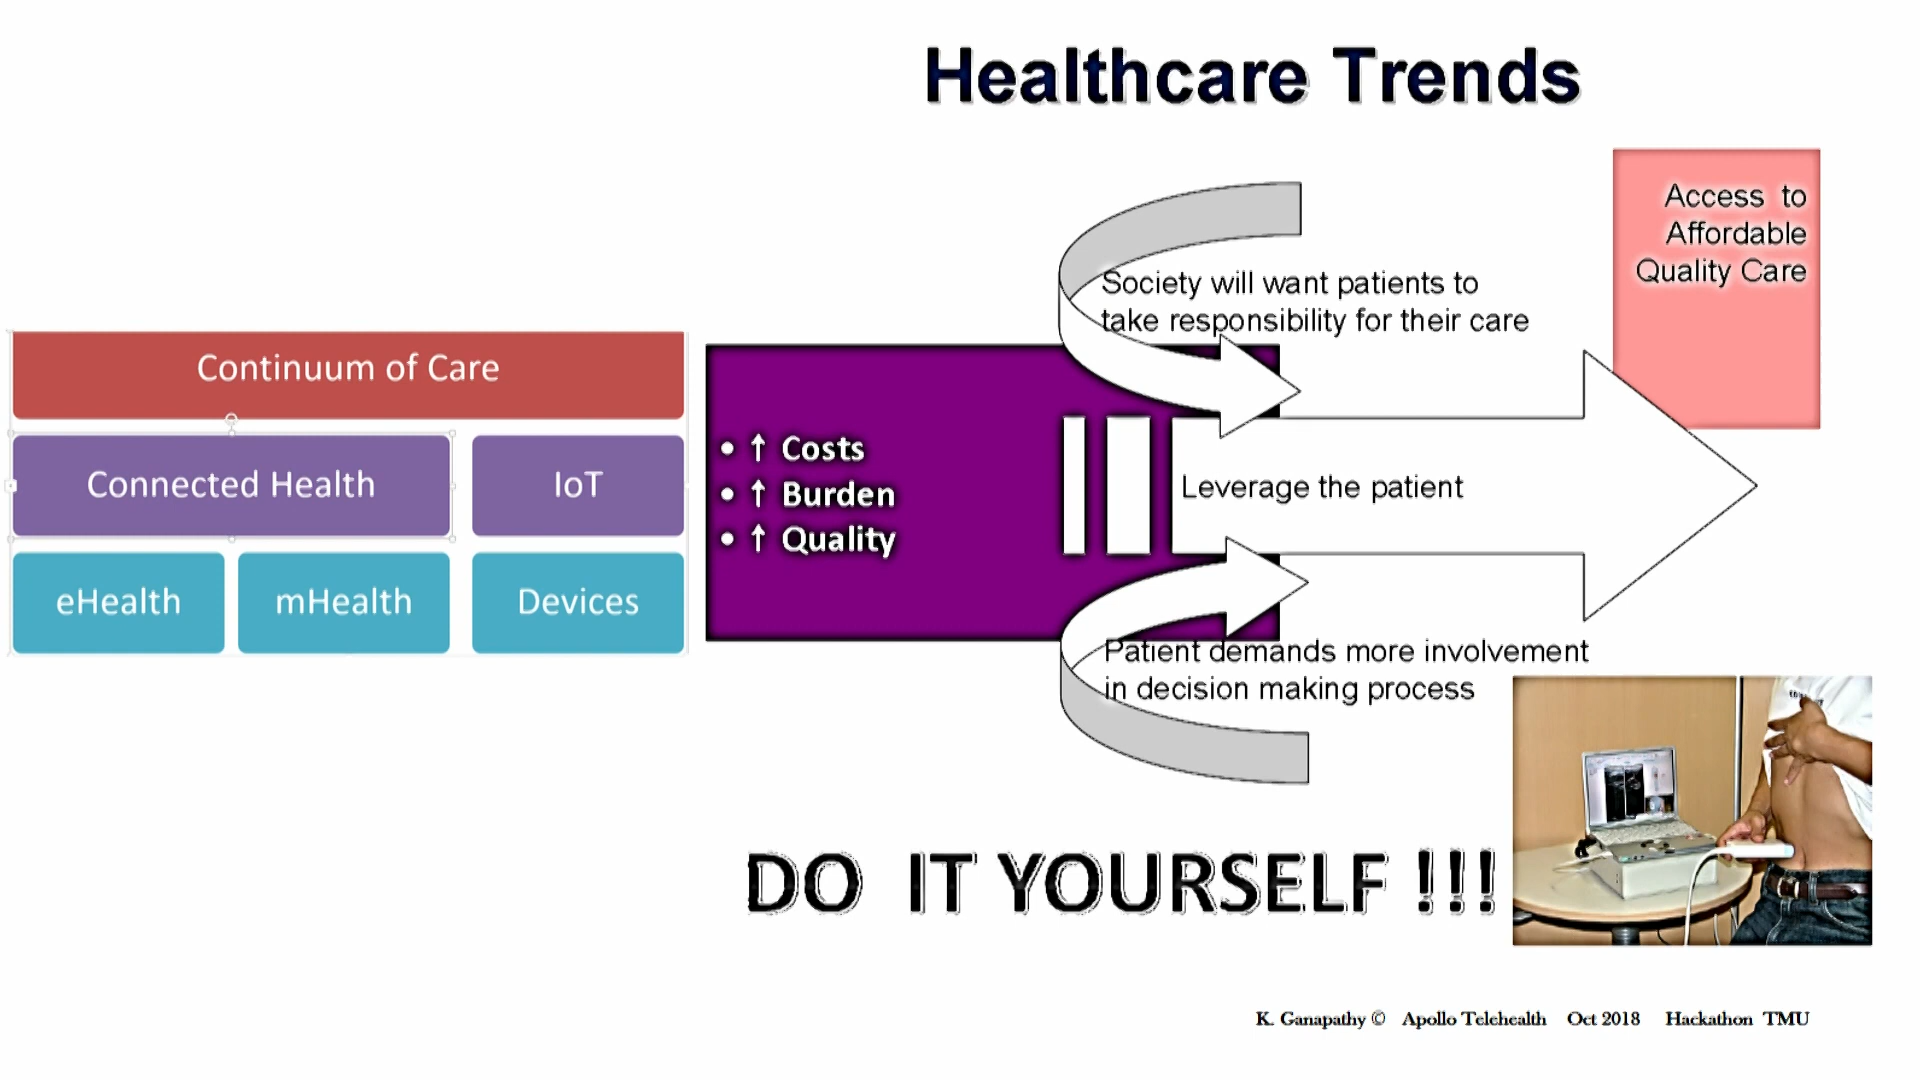 Healthcare Trends
Access to
Affordable
Quality Care
Society will want patients to
take responsibility for their care
Continuum of Care
Connected Health
IoT
eHealth
mHealth
Devices
• ↑ Costs
• ↑ Burden
• ↑ Quality
Leverage the patient
Patient demands more involvement
in decision making process
DO IT YOURSELF !!!
K. Ganapathy © Apollo Telehealth Oct 2018 Hackathon TMU